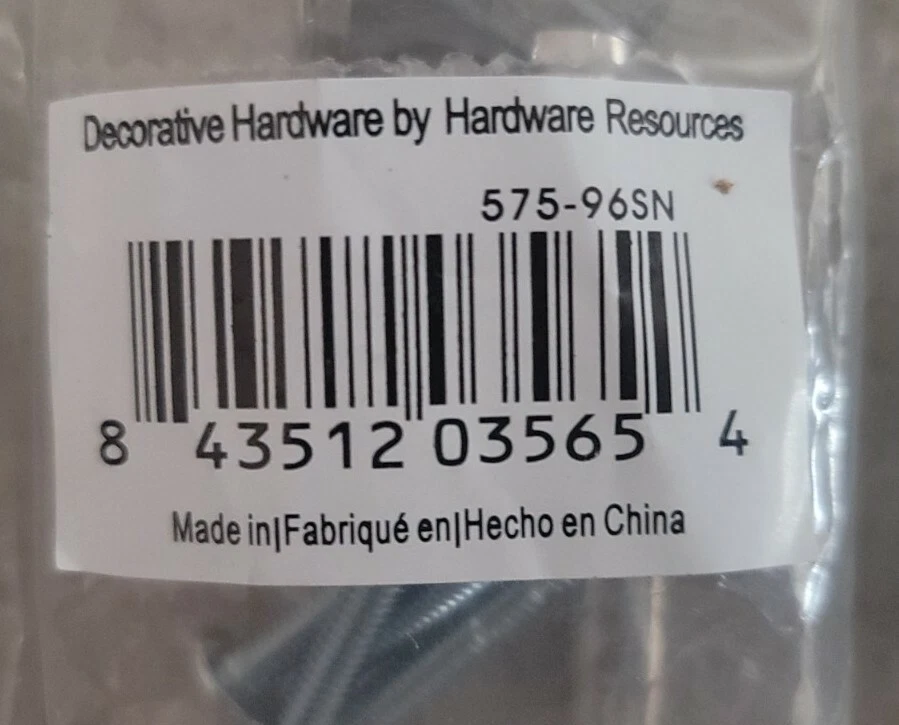 Decorative Hardware by Hardware Resources
575-96SN
8 43512 03565 4
Made in|Fabriqué en|Hecho en China